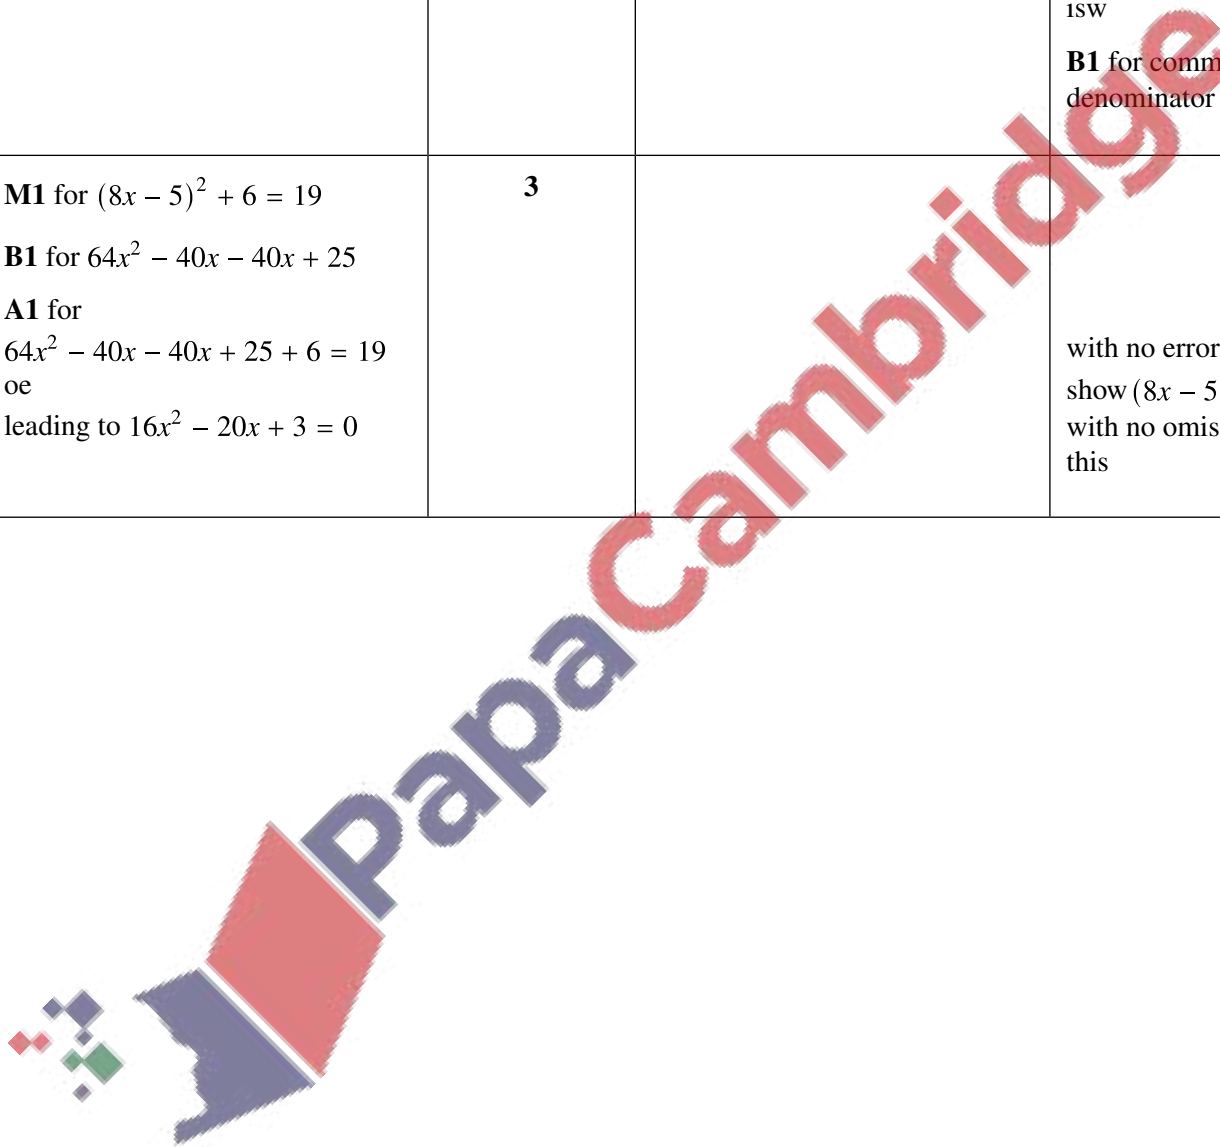 isw
B1 for comm
denominator
M1 for (8x − 5)² + 6 = 19
3
B1 for 64x² − 40x − 40x + 25
A1 for
64x² − 40x − 40x + 25 + 6 = 19
oe
leading to 16x² − 20x + 3 = 0
with no error
show (8x − 5
with no omis
this
PapaCambridge